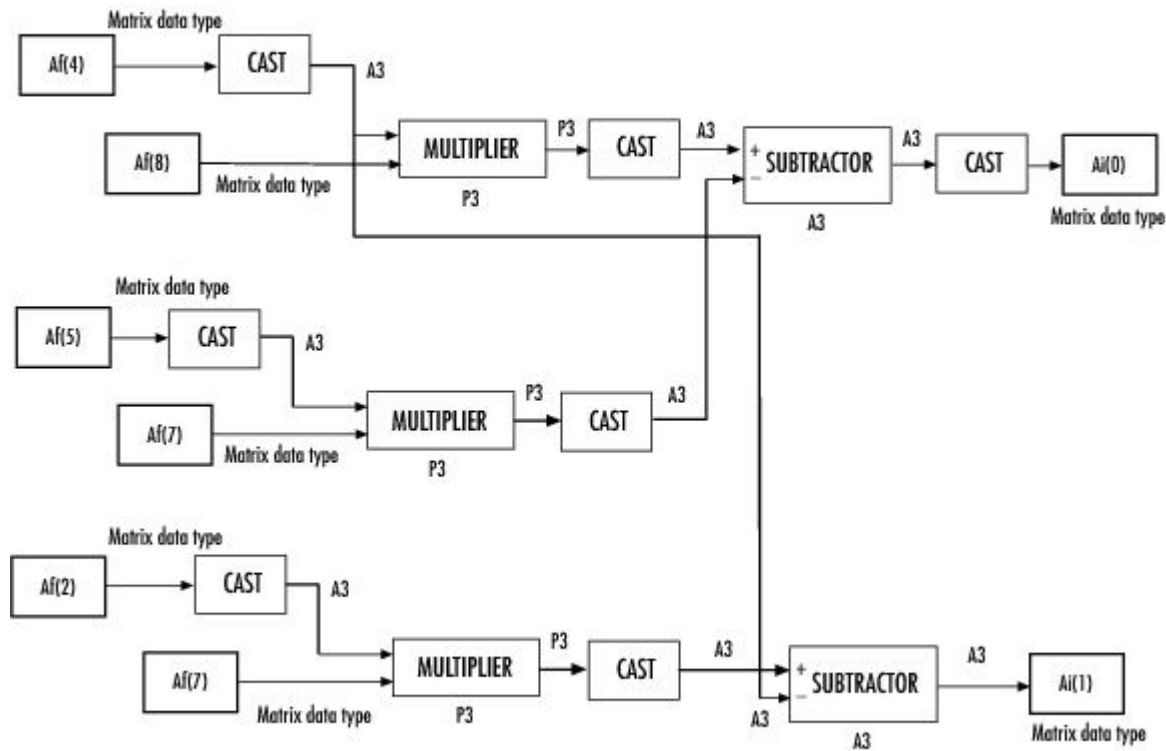 Matrix data type
Af(4)
CAST
A3
Af(8)
Matrix data type
MULTIPLIER
P3
P3
CAST
A3
+
−
SUBTRACTOR
A3
A3
CAST
Ai(0)
Matrix data type
Matrix data type
Af(5)
CAST
A3
Af(7)
Matrix data type
MULTIPLIER
P3
P3
CAST
A3
Matrix data type
Af(2)
CAST
A3
Af(7)
Matrix data type
MULTIPLIER
P3
P3
CAST
A3
+
−
A3
SUBTRACTOR
A3
A3
Ai(1)
Matrix data type